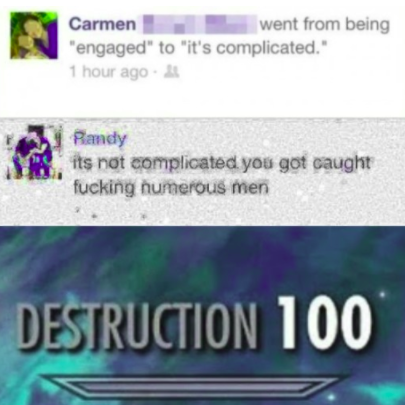 Carmen went from being
"engaged" to "it's complicated."
1 hour ago ·
Randy
its not complicated you got caught
fucking numerous men
DESTRUCTION 100